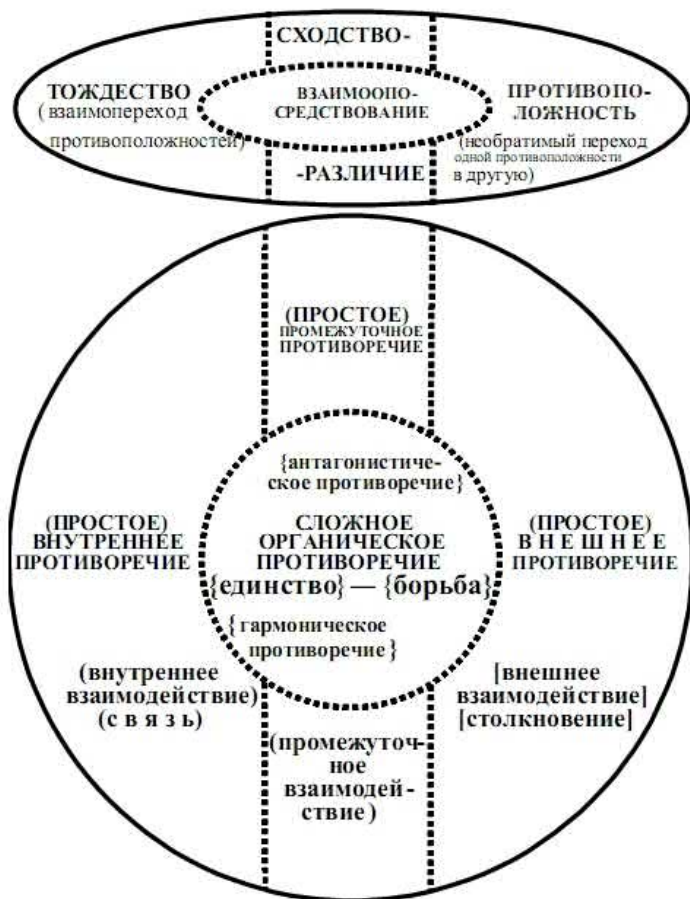 СХОДСТВО-
ТОЖДЕСТВО
(взаимопереход
противоположностей)
ВЗАИМООПО-
СРЕДСТВОВАНИЕ
ПРОТИВОПО-
ЛОЖНОСТЬ
(необратимый переход
одной противоположности
в другую)
-РАЗЛИЧИЕ
(ПРОСТОЕ)
ПРОМЕЖУТОЧНОЕ
ПРОТИВОРЕЧИЕ
{антагонистиче-
ское противоречие}
(ПРОСТОЕ)
ВНУТРЕННЕЕ
ПРОТИВОРЕЧИЕ
СЛОЖНОЕ
ОРГАНИЧЕСКОЕ
ПРОТИВОРЕЧИЕ
{единство} — {борьба}
(ПРОСТОЕ)
В Н Е Ш Н Е Е
ПРОТИВОРЕЧИЕ
{гармоническое
противоречие}
(внутреннее
взаимодействие)
(с в я з ь)
[внешнее
взаимодействие]
[столкновение]
(промежуточ-
ное
взаимодей-
ствие)